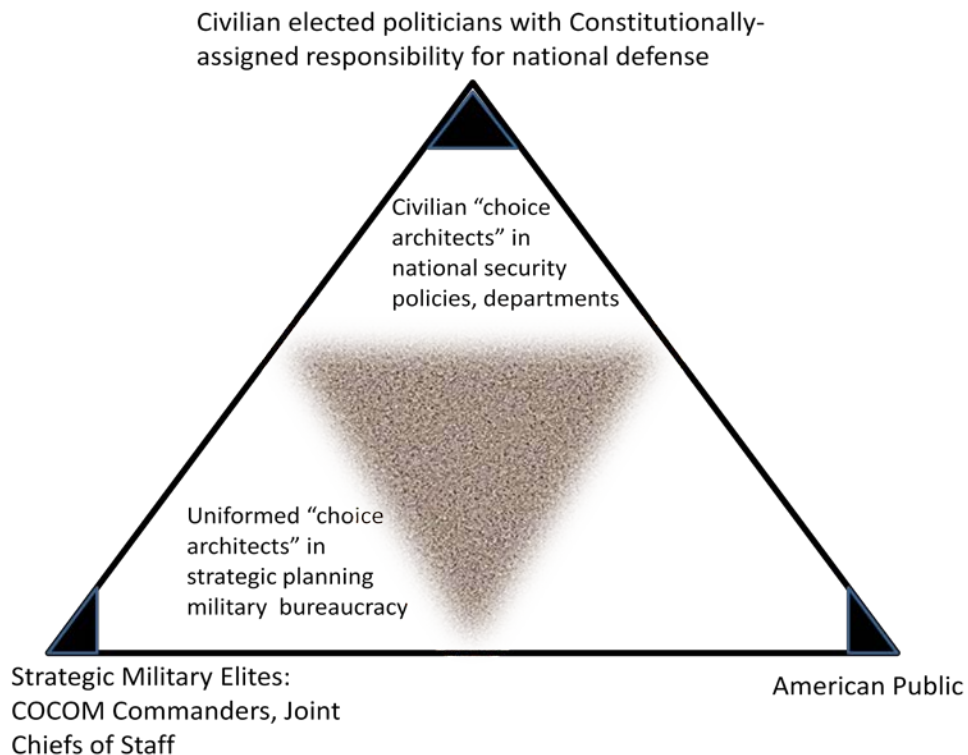 Civilian elected politicians with Constitutionally-
assigned responsibility for national defense
Civilian “choice
architects” in
national security
policies, departments
Uniformed “choice
architects” in
strategic planning
military bureaucracy
Strategic Military Elites:
COCOM Commanders, Joint
Chiefs of Staff
American Public